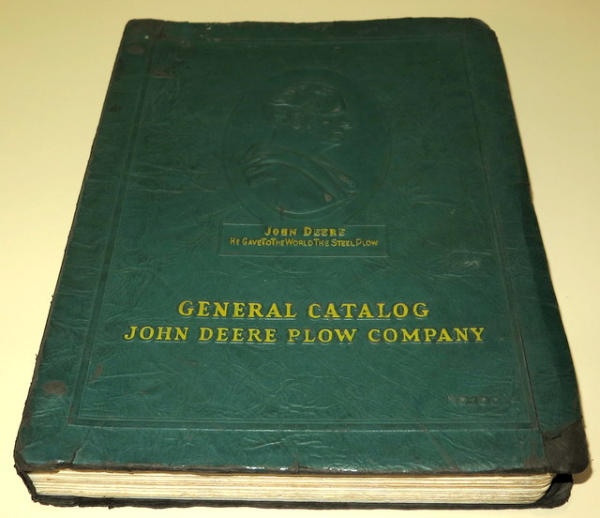 JOHN DEERE
HE GAVE TO THE WORLD THE STEEL PLOW
GENERAL CATALOG
JOHN DEERE PLOW COMPANY